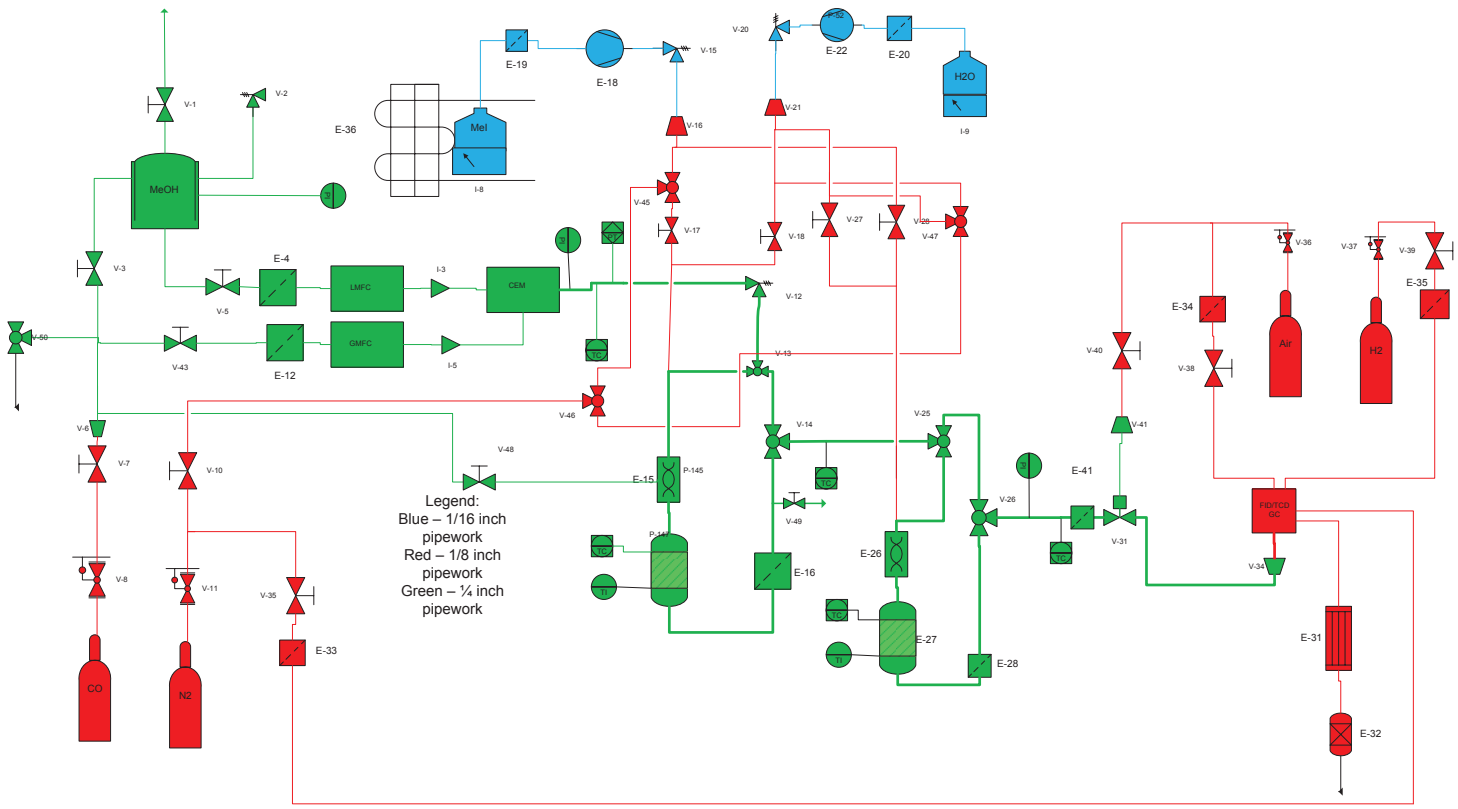 P-52
V-20
E-22
E-20
V-15
E-19
E-18
H2O
V-1
V-2
V-21
I-9
E-36
MeI
V-16
MeOH
PI
I-8
V-45
V-27
V-28
V-17
V-18
V-47
PI
PT
V-36
V-37
V-39
V-3
E-4
I-3
CEM
LMFC
V-5
V-12
E-34
E-35
V-50
GMFC
V-43
E-12
I-5
TC
V-13
V-40
V-38
Air
H2
V-46
V-6
V-7
V-10
V-48
V-14
V-25
V-41
E-15
P-145
TC
PI
E-41
V-26
V-49
FID/TCD
GC
V-31
Legend:
Blue – 1/16 inch
pipework
Red – 1/8 inch
pipework
Green – ¼ inch
pipework
TC
TC
E-26
E-16
V-34
V-8
V-11
V-35
TI
TC
E-27
E-31
E-33
TI
E-28
CO
N2
E-32